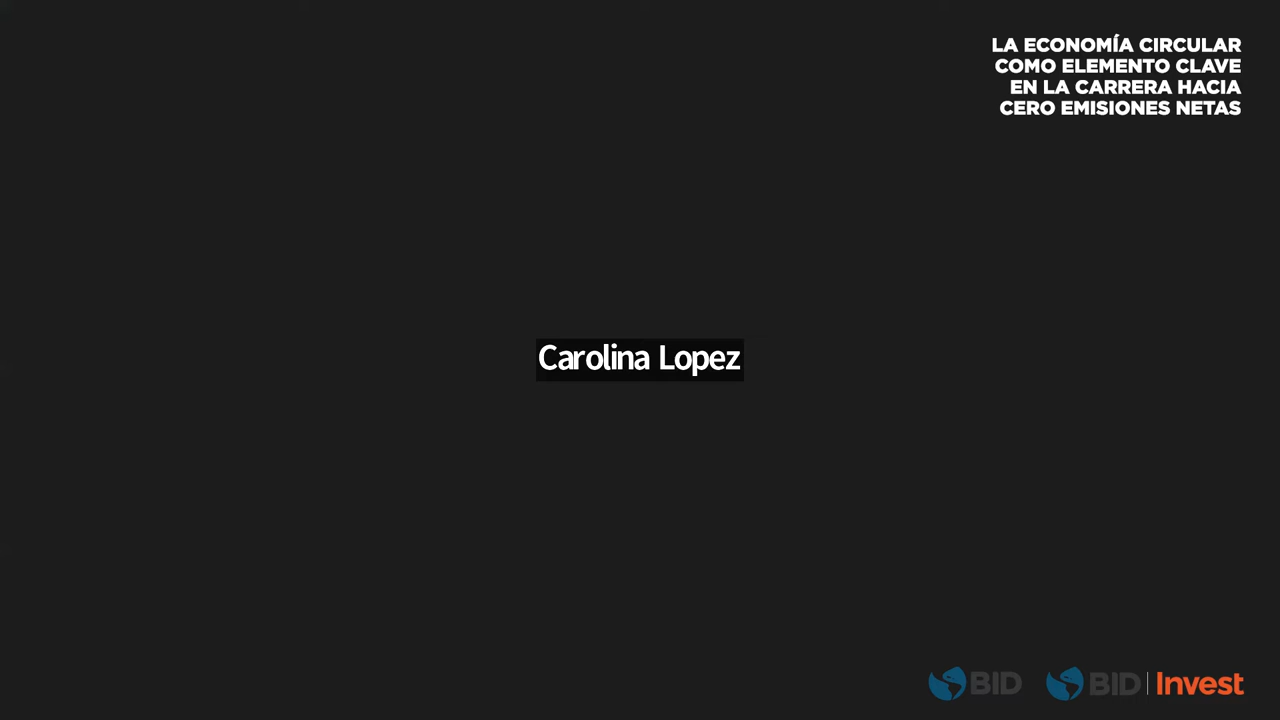 LA ECONOMÍA CIRCULAR
COMO ELEMENTO CLAVE
EN LA CARRERA HACIA
CERO EMISIONES NETAS
Carolina Lopez
BID BID Invest